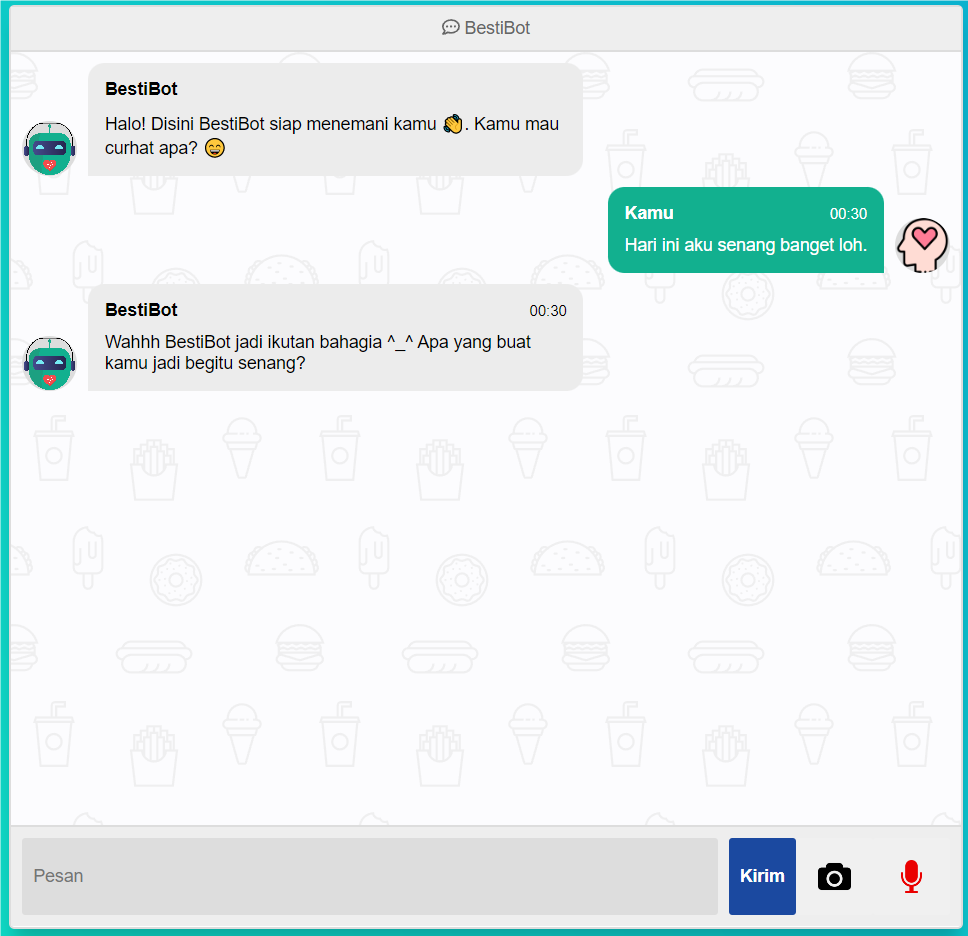 BestiBot
BestiBot
Halo! Disini BestiBot siap menemani kamu 👏. Kamu mau
curhat apa? 😄
Kamu 00:30
Hari ini aku senang banget loh.
BestiBot 00:30
Wahhh BestiBot jadi ikutan bahagia ^_^ Apa yang buat
kamu jadi begitu senang?
Pesan
Kirim